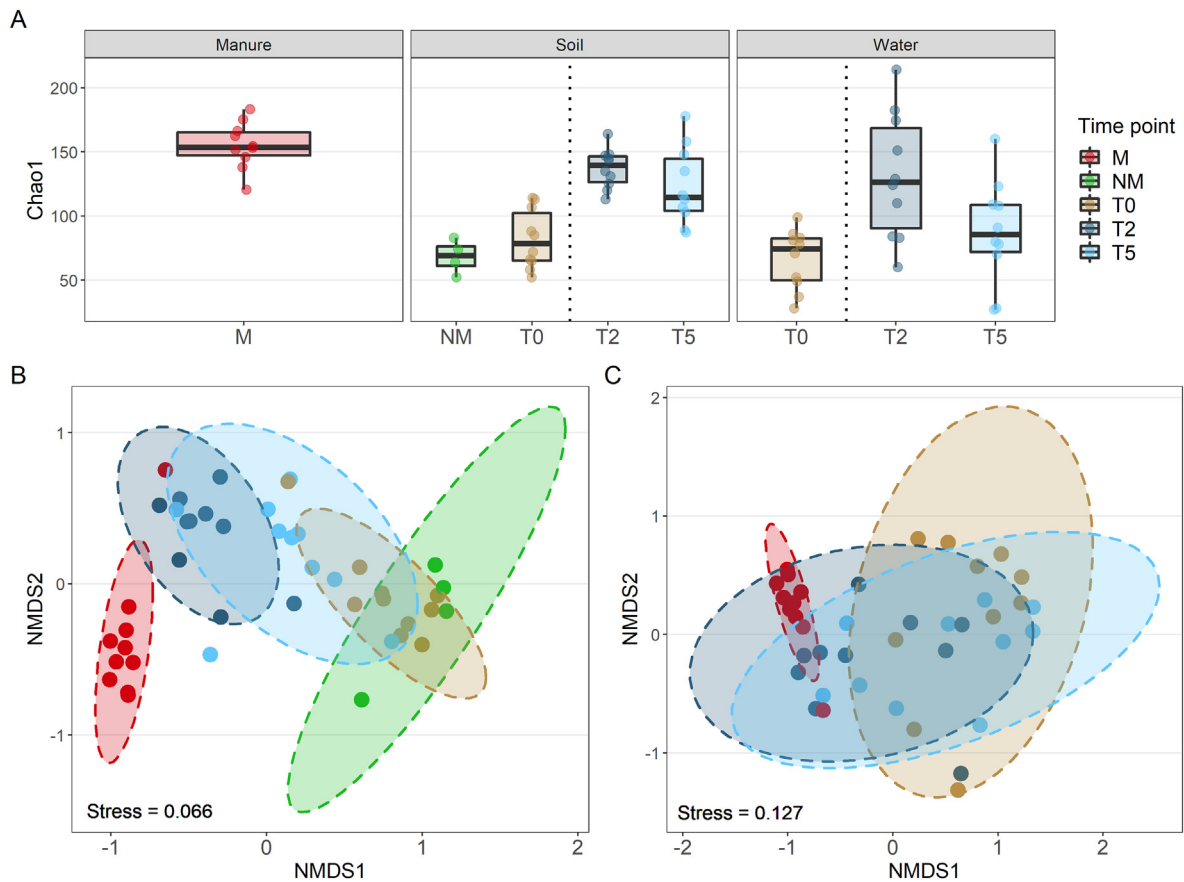 A
Manure Soil Water
200
150
100
50
Chao1
M NM T0 T2 T5 T0 T2 T5
Time point
M
NM
T0
T2
T5
B
1
0
-1
NMDS2
Stress = 0.066
-1 0 1 2
NMDS1
C
2
1
0
-1
NMDS2
Stress = 0.127
-2 -1 0 1 2
NMDS1